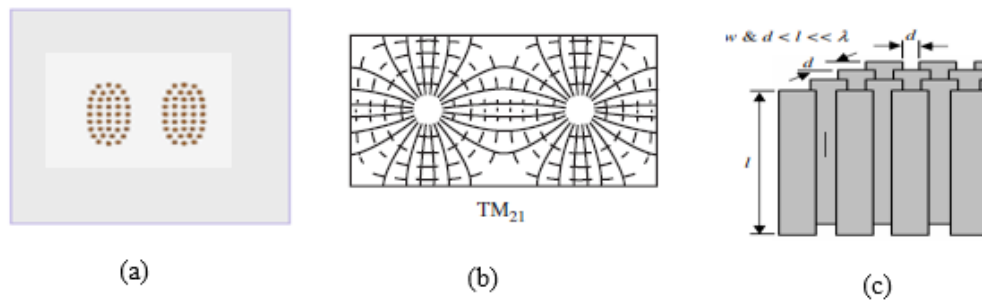 w & d < l << λ
d
d
l
TM₂₁
(a)
(b)
(c)